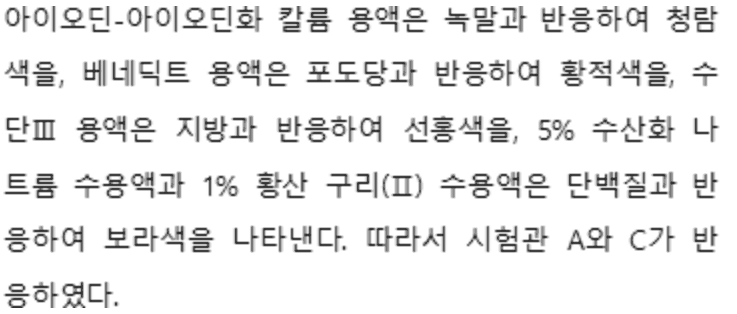 아이오딘-아이오딘화 칼륨 용액은 녹말과 반응하여 청람
색을, 베네딕트 용액은 포도당과 반응하여 황적색을, 수
단Ⅲ 용액은 지방과 반응하여 선홍색을, 5% 수산화 나
트륨 수용액과 1% 황산 구리(Ⅱ) 수용액은 단백질과 반
응하여 보라색을 나타낸다. 따라서 시험관 A와 C가 반
응하였다.